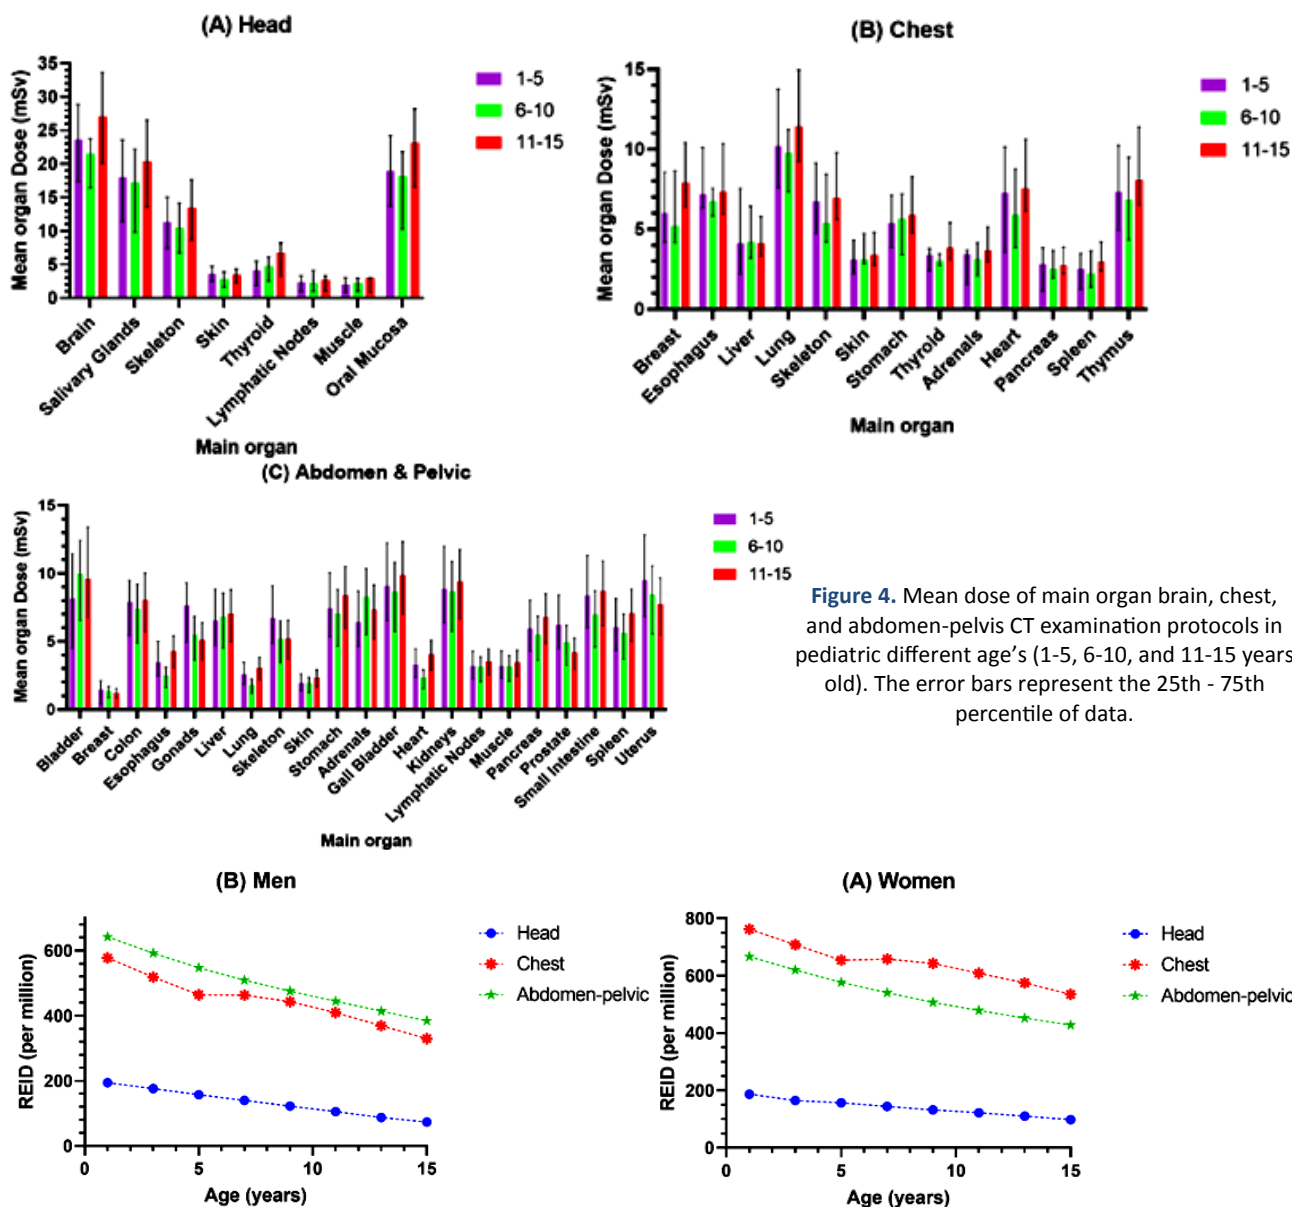 (A) Head
Mean organ Dose (mSv)
35
30
25
20
15
10
5
0
Brain
Salivary Glands
Skeleton
Skin
Thyroid
Lymphatic Nodes
Muscle
Oral Mucosa
Main organ
1-5
6-10
11-15
(B) Chest
Mean organ Dose (mSv)
15
10
5
0
Breast
Esophagus
Liver
Lung
Skeleton
Skin
Stomach
Thyroid
Adrenals
Heart
Pancreas
Spleen
Thymus
Main organ
1-5
6-10
11-15
(C) Abdomen & Pelvic
Mean organ Dose (mSv)
15
10
5
0
Bladder
Breast
Colon
Esophagus
Gonads
Liver
Lung
Skeleton
Skin
Stomach
Adrenals
Gall Bladder
Heart
Kidneys
Lymphatic Nodes
Muscle
Pancreas
Prostate
Small Intestine
Spleen
Uterus
Main organ
1-5
6-10
11-15
Figure 4. Mean dose of main organ brain, chest,
and abdomen-pelvis CT examination protocols in
pediatric different age's (1-5, 6-10, and 11-15 years
old). The error bars represent the 25th - 75th
percentile of data.
(B) Men
REID (per million)
600
400
200
0
0
5
10
15
Age (years)
Head
Chest
Abdomen-pelvic
(A) Women
REID (per million)
800
600
400
200
0
0
5
10
15
Age (years)
Head
Chest
Abdomen-pelvic